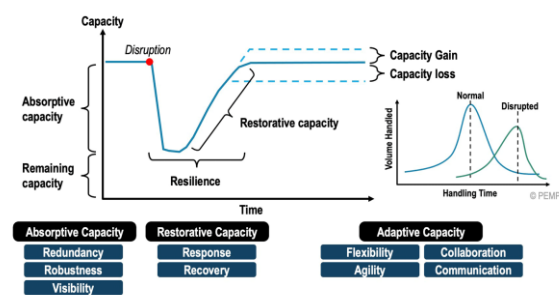 Capacity
Disruption
Capacity Gain
Capacity loss
Absorptive
capacity
Restorative capacity
Remaining
capacity
Resilience
Time
Normal
Disrupted
Volume Handled
Handling Time
© PEMP
Absorptive Capacity
Redundancy
Robustness
Visibility
Restorative Capacity
Response
Recovery
Adaptive Capacity
Flexibility
Collaboration
Agility
Communication